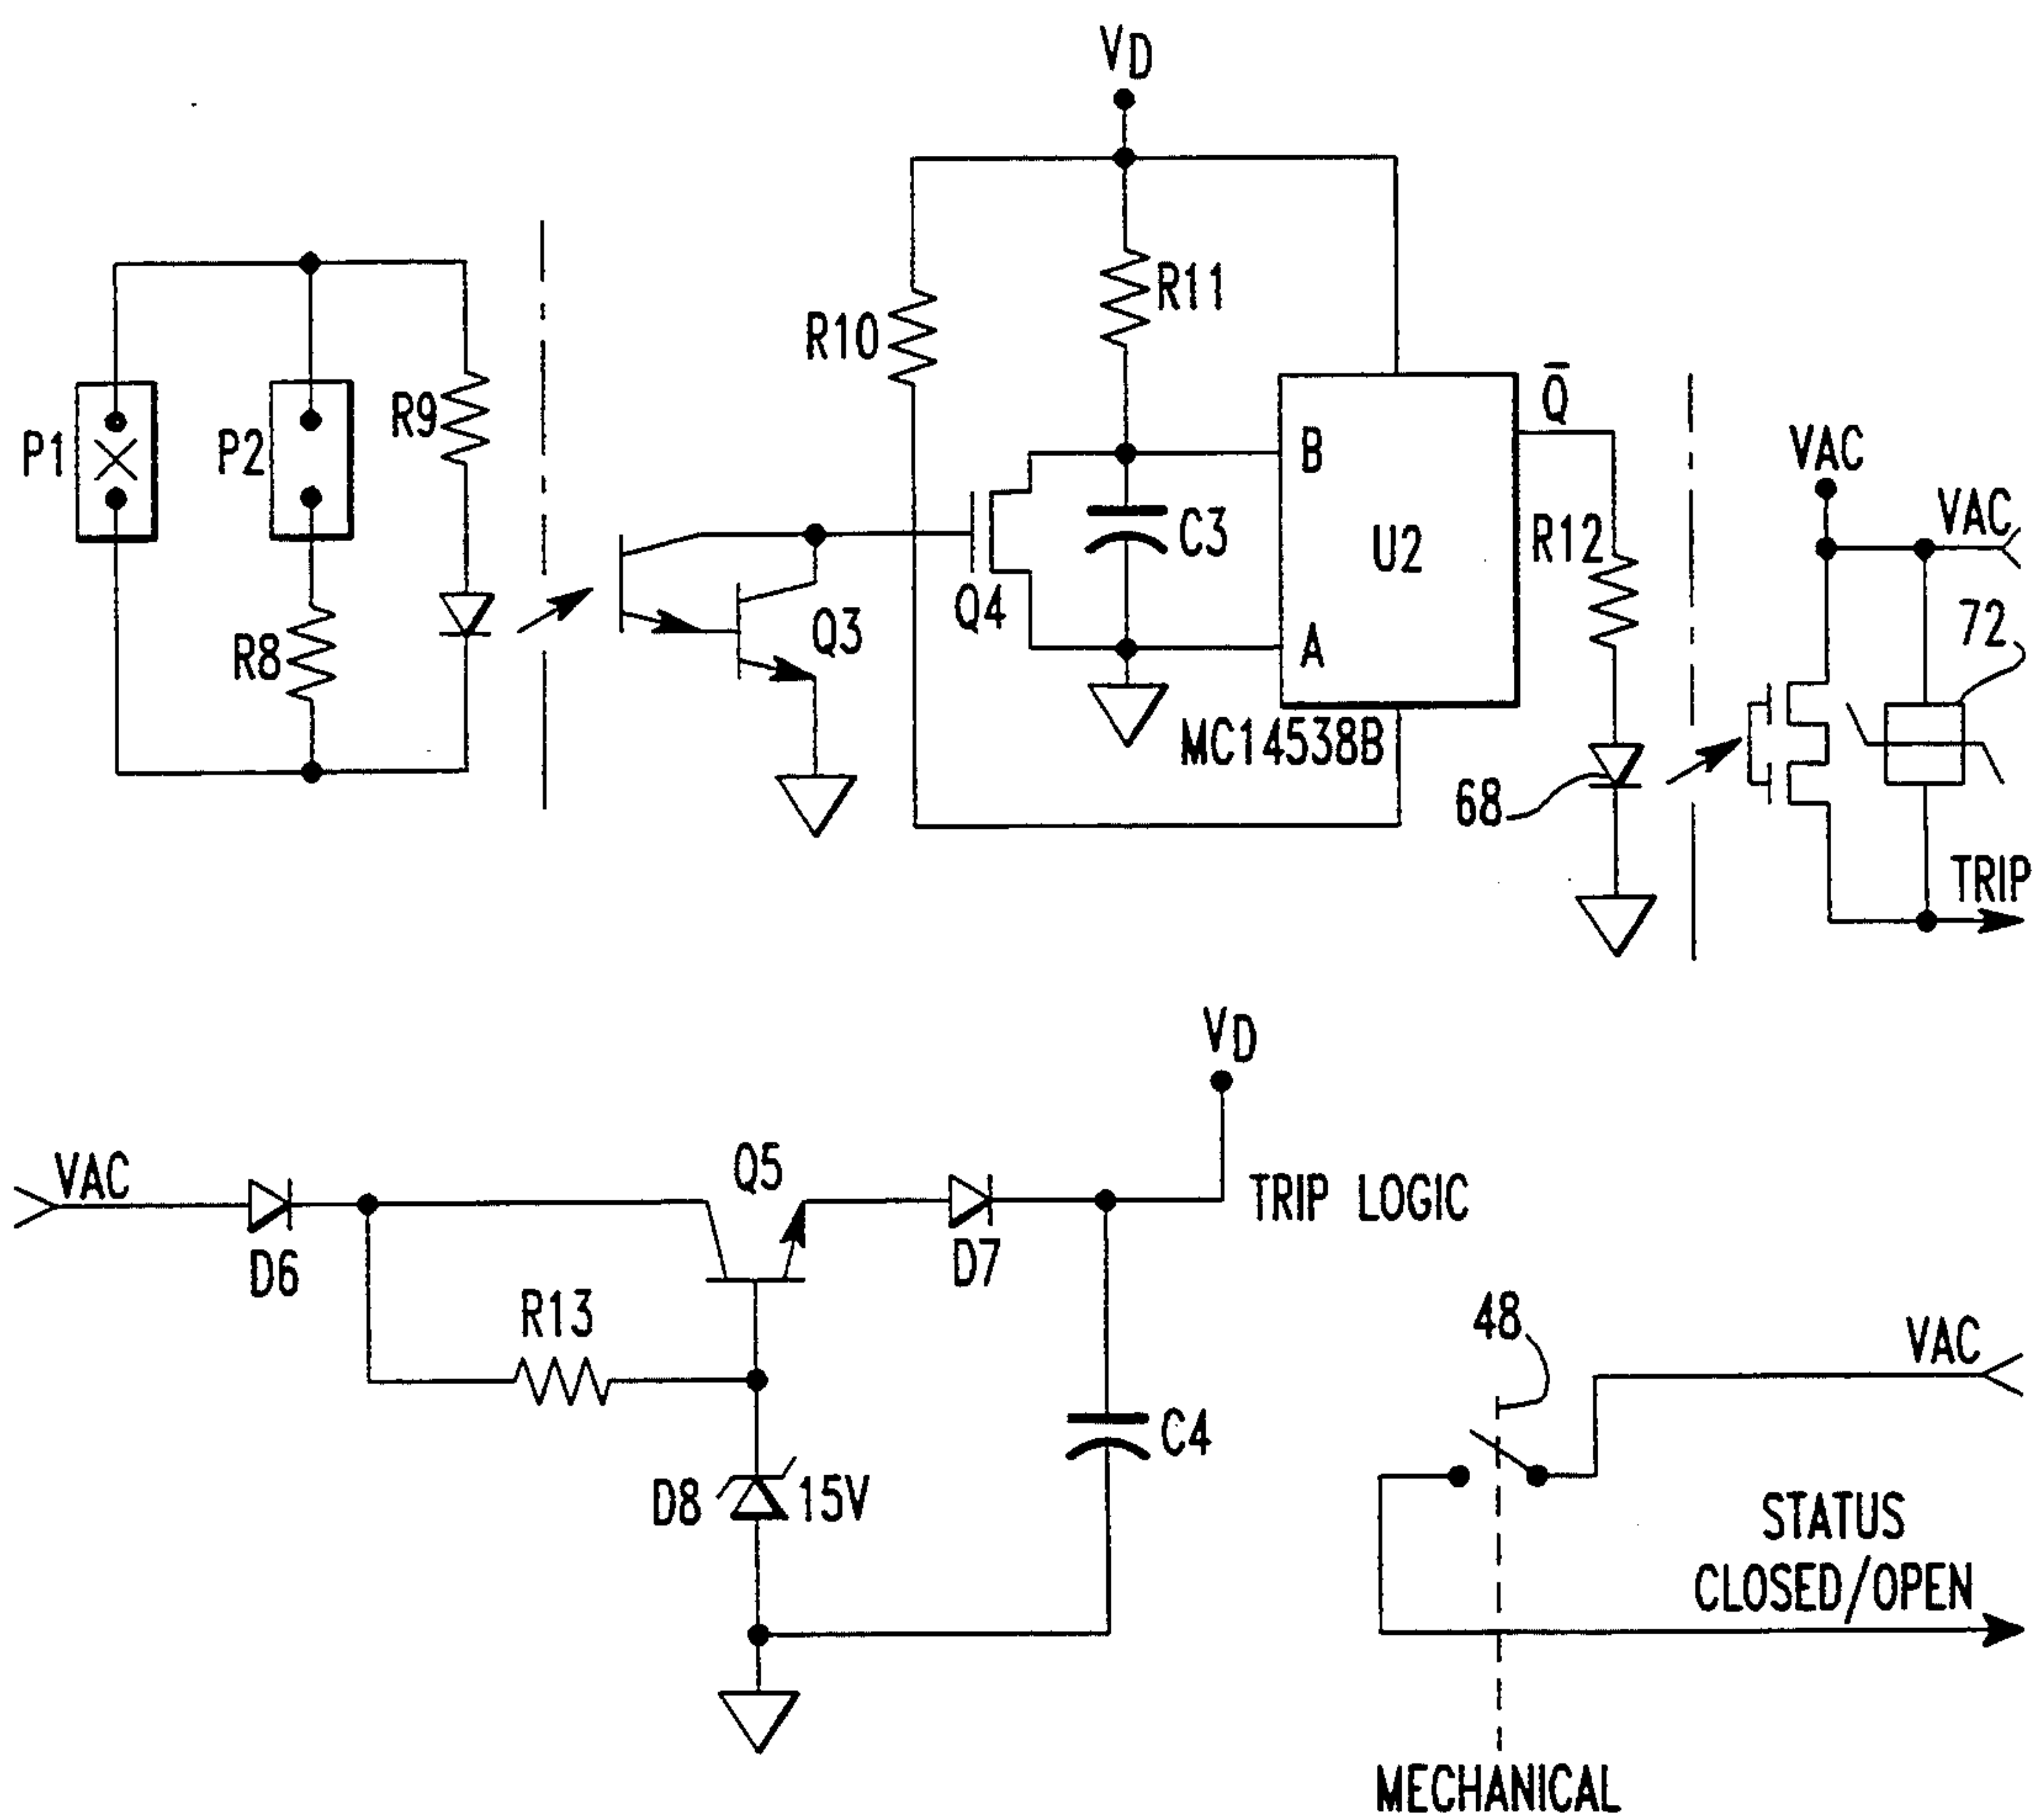 VD
P1
P2
R9
R8
Q3
R10
R11
Q4
C3
B
A
U2
MC14538B
Q̅
R12
68
VAC
VAC
72
TRIP
VAC
D6
R13
Q5
D8
15V
D7
VD
TRIP LOGIC
C4
48
VAC
STATUS
CLOSED/OPEN
MECHANICAL